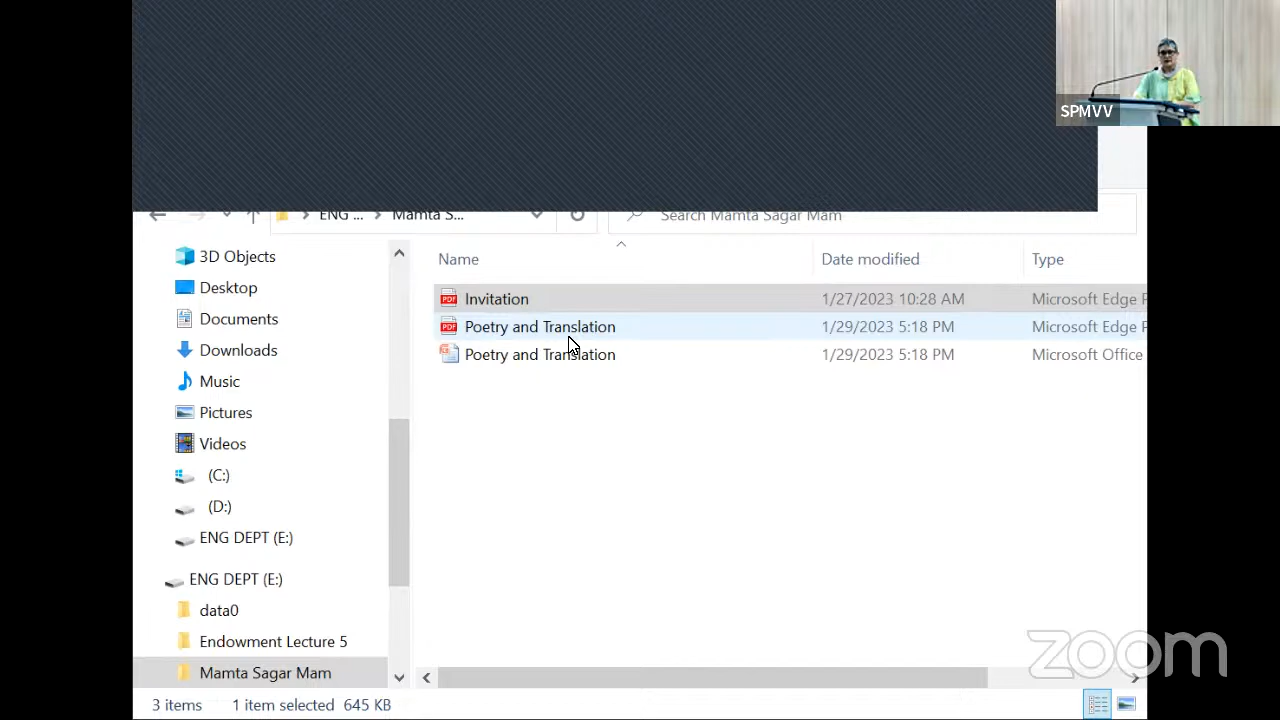 SPMVV
ENG ... Mamta S... Search Mamta Sagar Mam
Name Date modified Type
3D Objects
Desktop
Documents
Downloads
Music
Pictures
Videos
(C:)
(D:)
ENG DEPT (E:)
ENG DEPT (E:)
data0
Endowment Lecture 5
Mamta Sagar Mam
PDF Invitation 1/27/2023 10:28 AM Microsoft Edge P
PDF Poetry and Translation 1/29/2023 5:18 PM Microsoft Edge P
Poetry and Translation 1/29/2023 5:18 PM Microsoft Office
3 items 1 item selected 645 KB
zoom